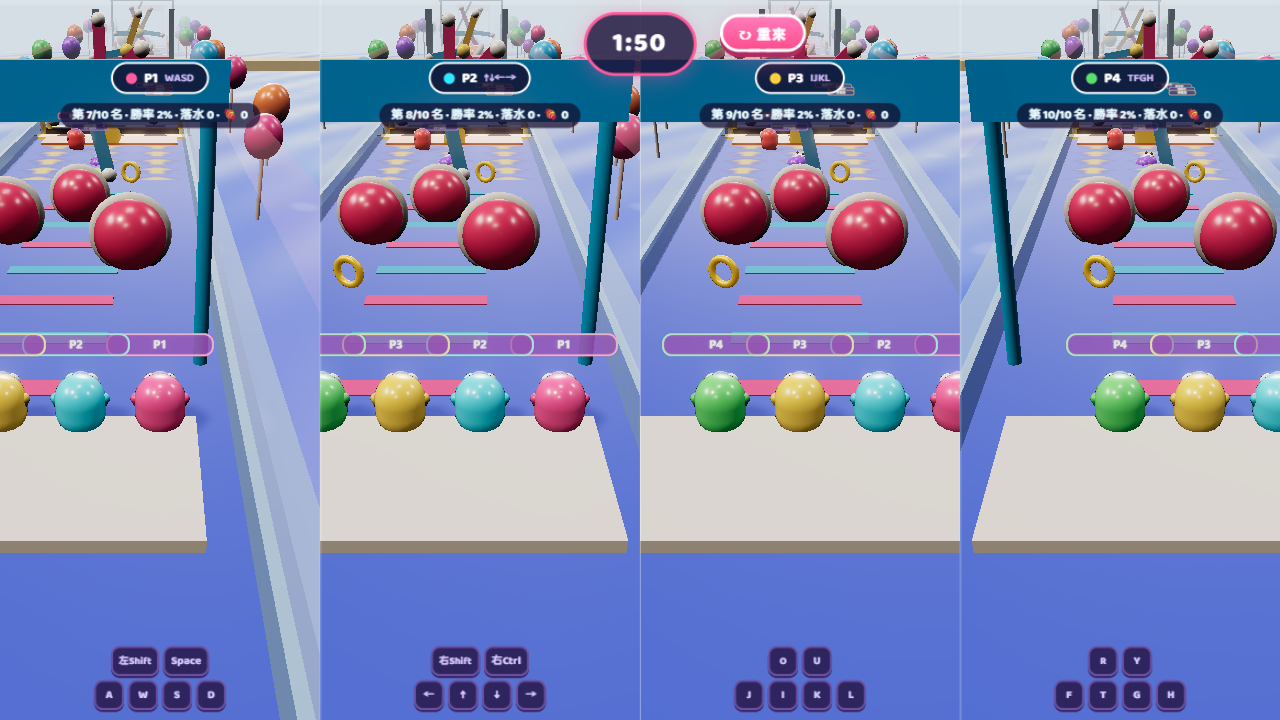 1:50
↻ 重来
P1 WASD
第 7/10 名 · 勝率 2% · 落水 0 · 0
P2 ↑↓←→
第 8/10 名 · 勝率 2% · 落水 0 · 0
P3 IJKL
第 9/10 名 · 勝率 2% · 落水 0 · 0
P4 TFGH
第 10/10 名 · 勝率 2% · 落水 0 · 0
P2 P1
P3 P2 P1
P4 P3 P2
P4 P3
左Shift Space
A W S D
右Shift 右Ctrl
← ↑ ↓ →
O U
J I K L
R Y
F T G H